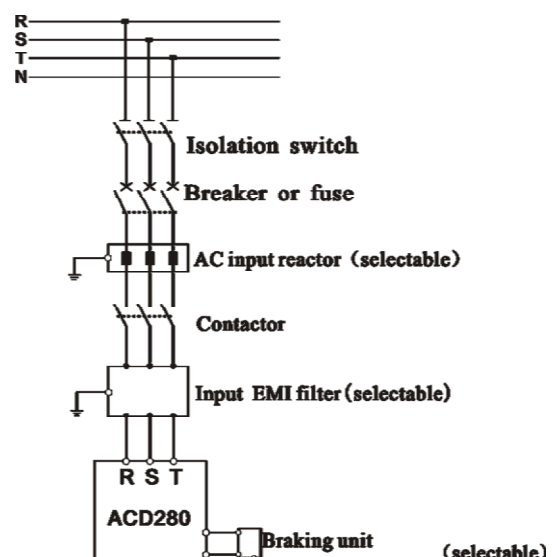 R
S
T
N
Isolation switch
Breaker or fuse
AC input reactor (selectable)
Contactor
Input EMI filter (selectable)
R S T
ACD280
Braking unit
(selectable)